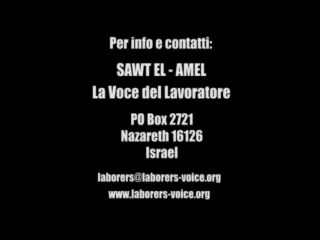 Per info e contatti:
SAWT EL - AMEL
La Voce del Lavoratore
PO Box 2721
Nazareth 16126
Israel
laborers@laborers-voice.org
www.laborers-voice.org